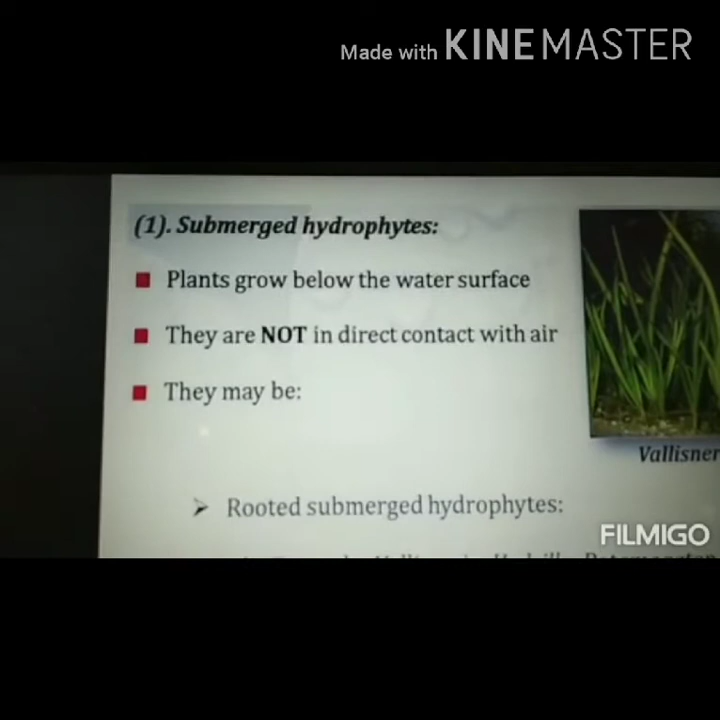 Made with KINEMASTER
(1). Submerged hydrophytes:
■ Plants grow below the water surface
■ They are NOT in direct contact with air
■ They may be:
Vallisner
➢ Rooted submerged hydrophytes:
FILMIGO